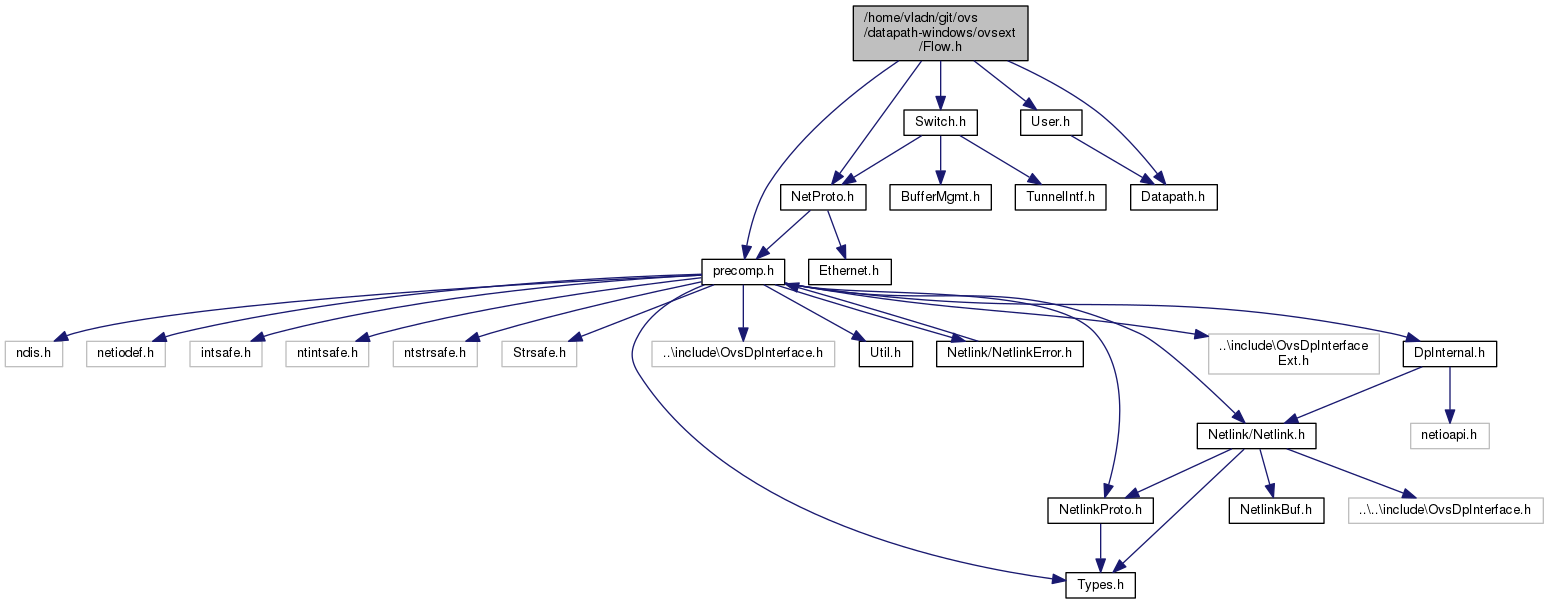 /home/vladn/git/ovs
/datapath-windows/ovsext
/Flow.h
Switch.h
User.h
NetProto.h
BufferMgmt.h
TunnelIntf.h
Datapath.h
precomp.h
Ethernet.h
ndis.h
netiodef.h
intsafe.h
ntintsafe.h
ntstrsafe.h
Strsafe.h
..\include\OvsDpInterface.h
Util.h
Netlink/NetlinkError.h
..\include\OvsDpInterface
Ext.h
DpInternal.h
Netlink/Netlink.h
netioapi.h
NetlinkProto.h
NetlinkBuf.h
..\..\include\OvsDpInterface.h
Types.h